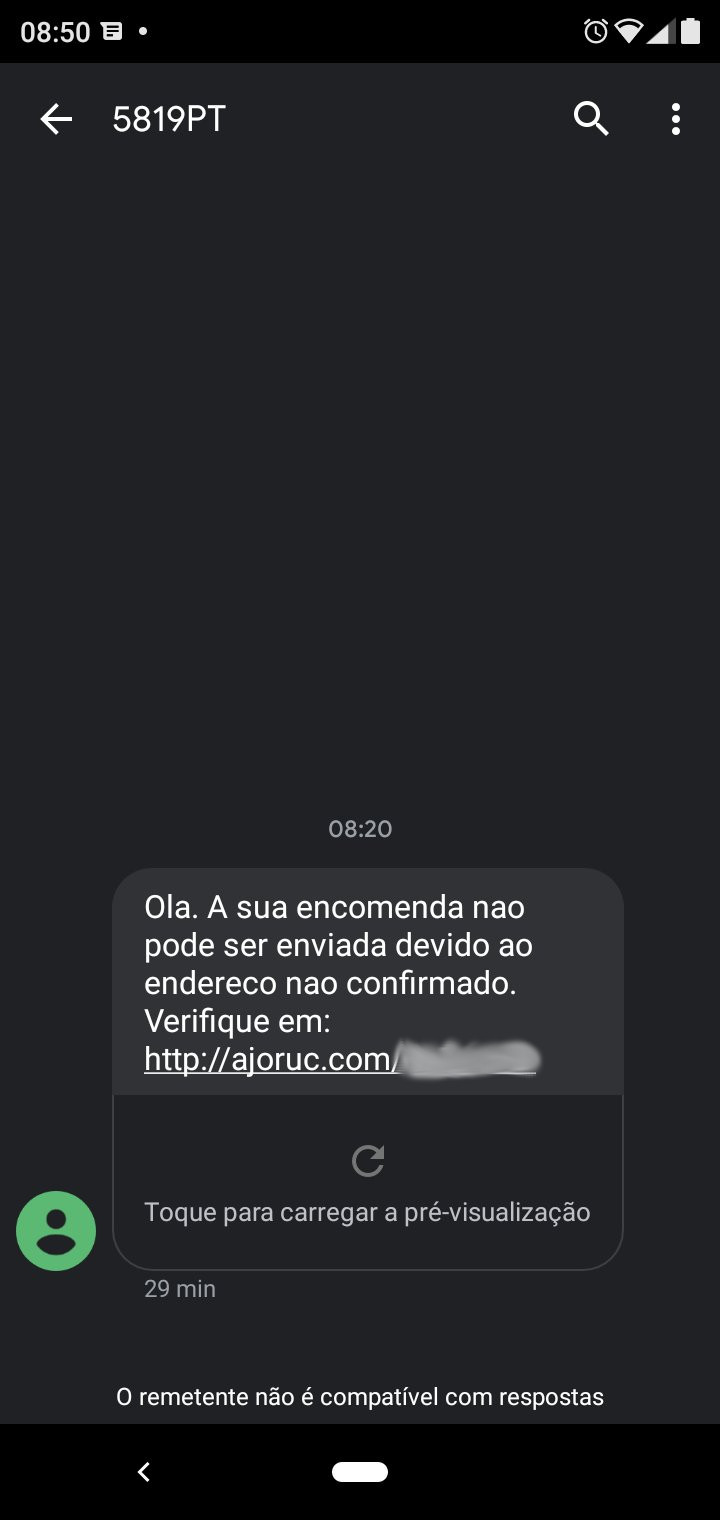 08:50
5819PT
08:20
Ola. A sua encomenda nao
pode ser enviada devido ao
endereco nao confirmado.
Verifique em:
http://ajoruc.com/
Toque para carregar a pré-visualização
29 min
O remetente não é compatível com respostas